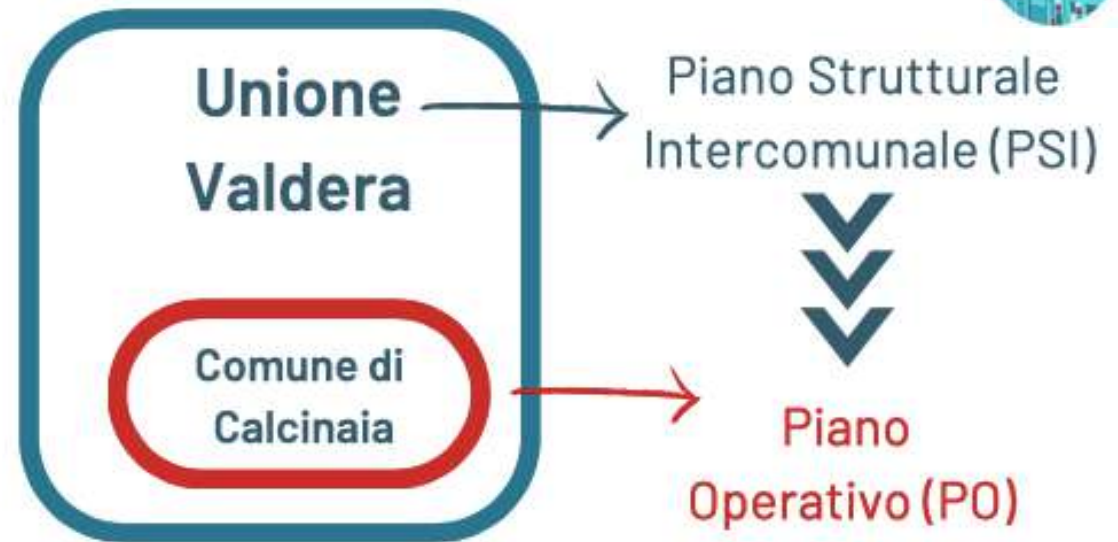 Unione
Valdera
Piano Strutturale
Intercomunale (PSI)
Comune di
Calcinaia
Piano
Operativo (PO)